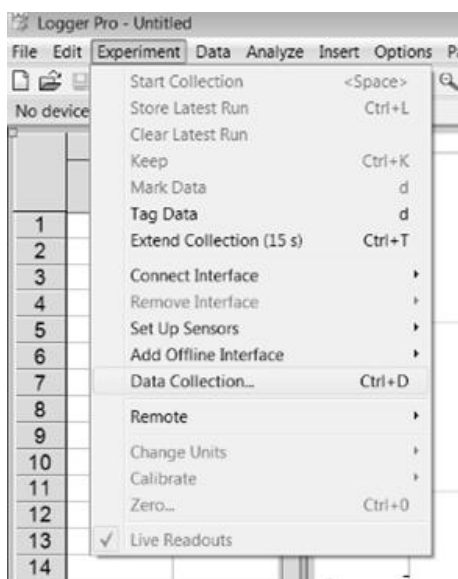 Logger Pro - Untitled
File Edit Experiment Data Analyze Insert Options
No device
Start Collection <Space>
Store Latest Run Ctrl+L
Clear Latest Run
Keep Ctrl+K
Mark Data d
Tag Data d
Extend Collection (15 s) Ctrl+T
Connect Interface
Remove Interface
Set Up Sensors
Add Offline Interface
Data Collection... Ctrl+D
Remote
Change Units
Calibrate
Zero... Ctrl+0
✓ Live Readouts
1
2
3
4
5
6
7
8
9
10
11
12
13
14